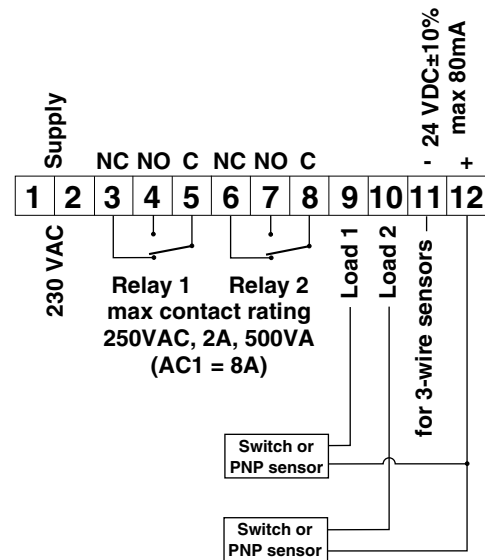 24 VDC±10%
max 80mA
Supply
- +
NC NO C NC NO C
1 2 3 4 5 6 7 8 9 10 11 12
230 VAC
Load 1
Load 2
for 3-wire sensors
Relay 1 Relay 2
max contact rating
250VAC, 2A, 500VA
(AC1 = 8A)
Switch or
PNP sensor
Switch or
PNP sensor